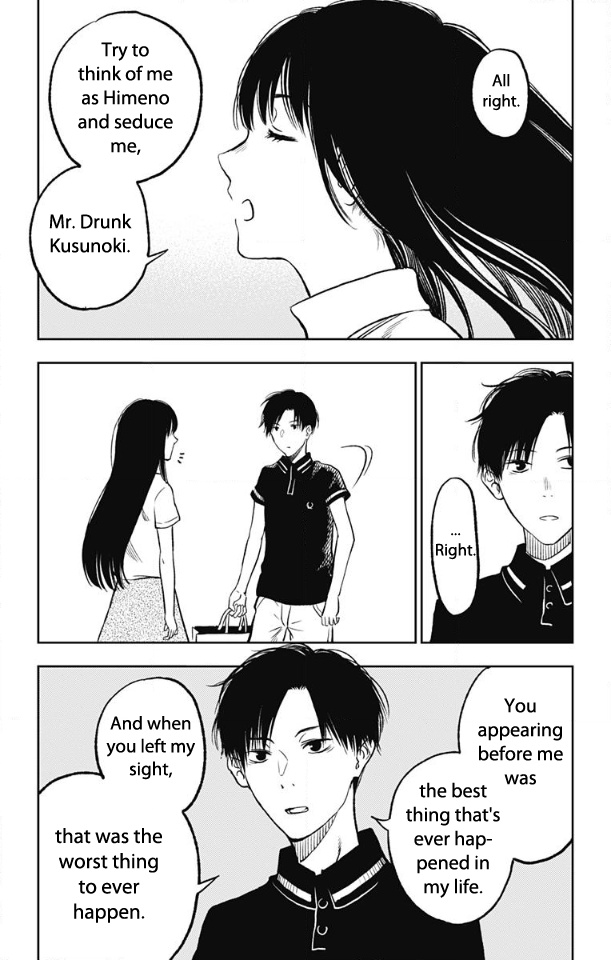 All
right.
Try to
think of me
as Himeno
and seduce
me,
Mr. Drunk
Kusunoki.
...
Right.
You
appearing
before me
was
the best
thing that's
ever hap-
pened in
my life.
And when
you left my
sight,
that was the
worst thing
to ever
happen.